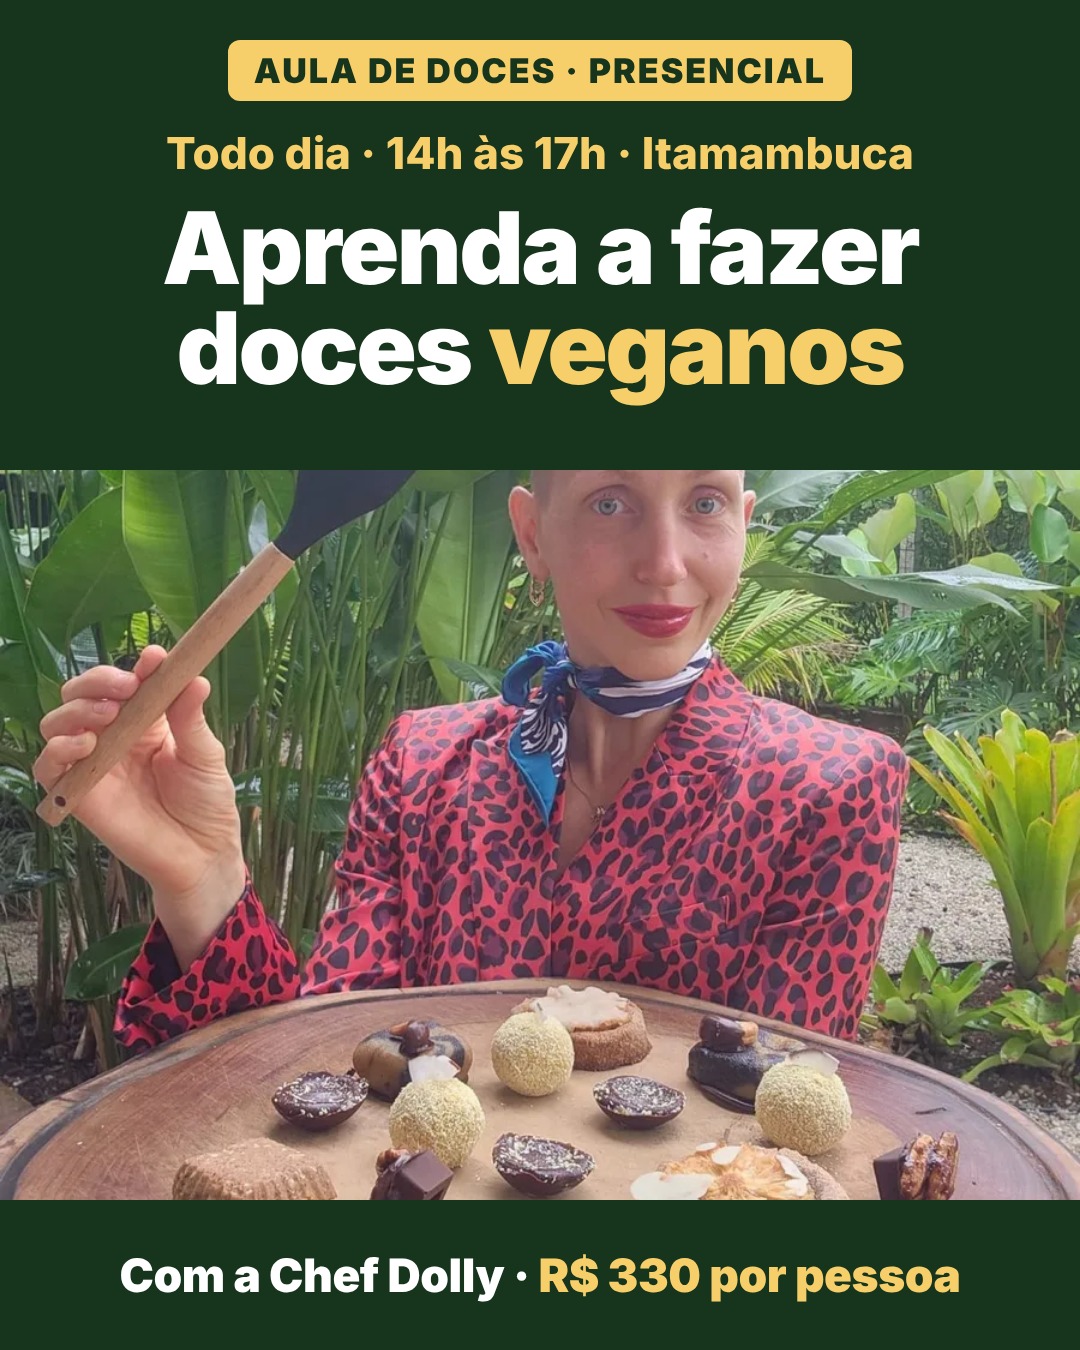 AULA DE DOCES · PRESENCIAL
Todo dia · 14h às 17h · Itamambuca
Aprenda a fazer
doces veganos
Com a Chef Dolly · R$ 330 por pessoa